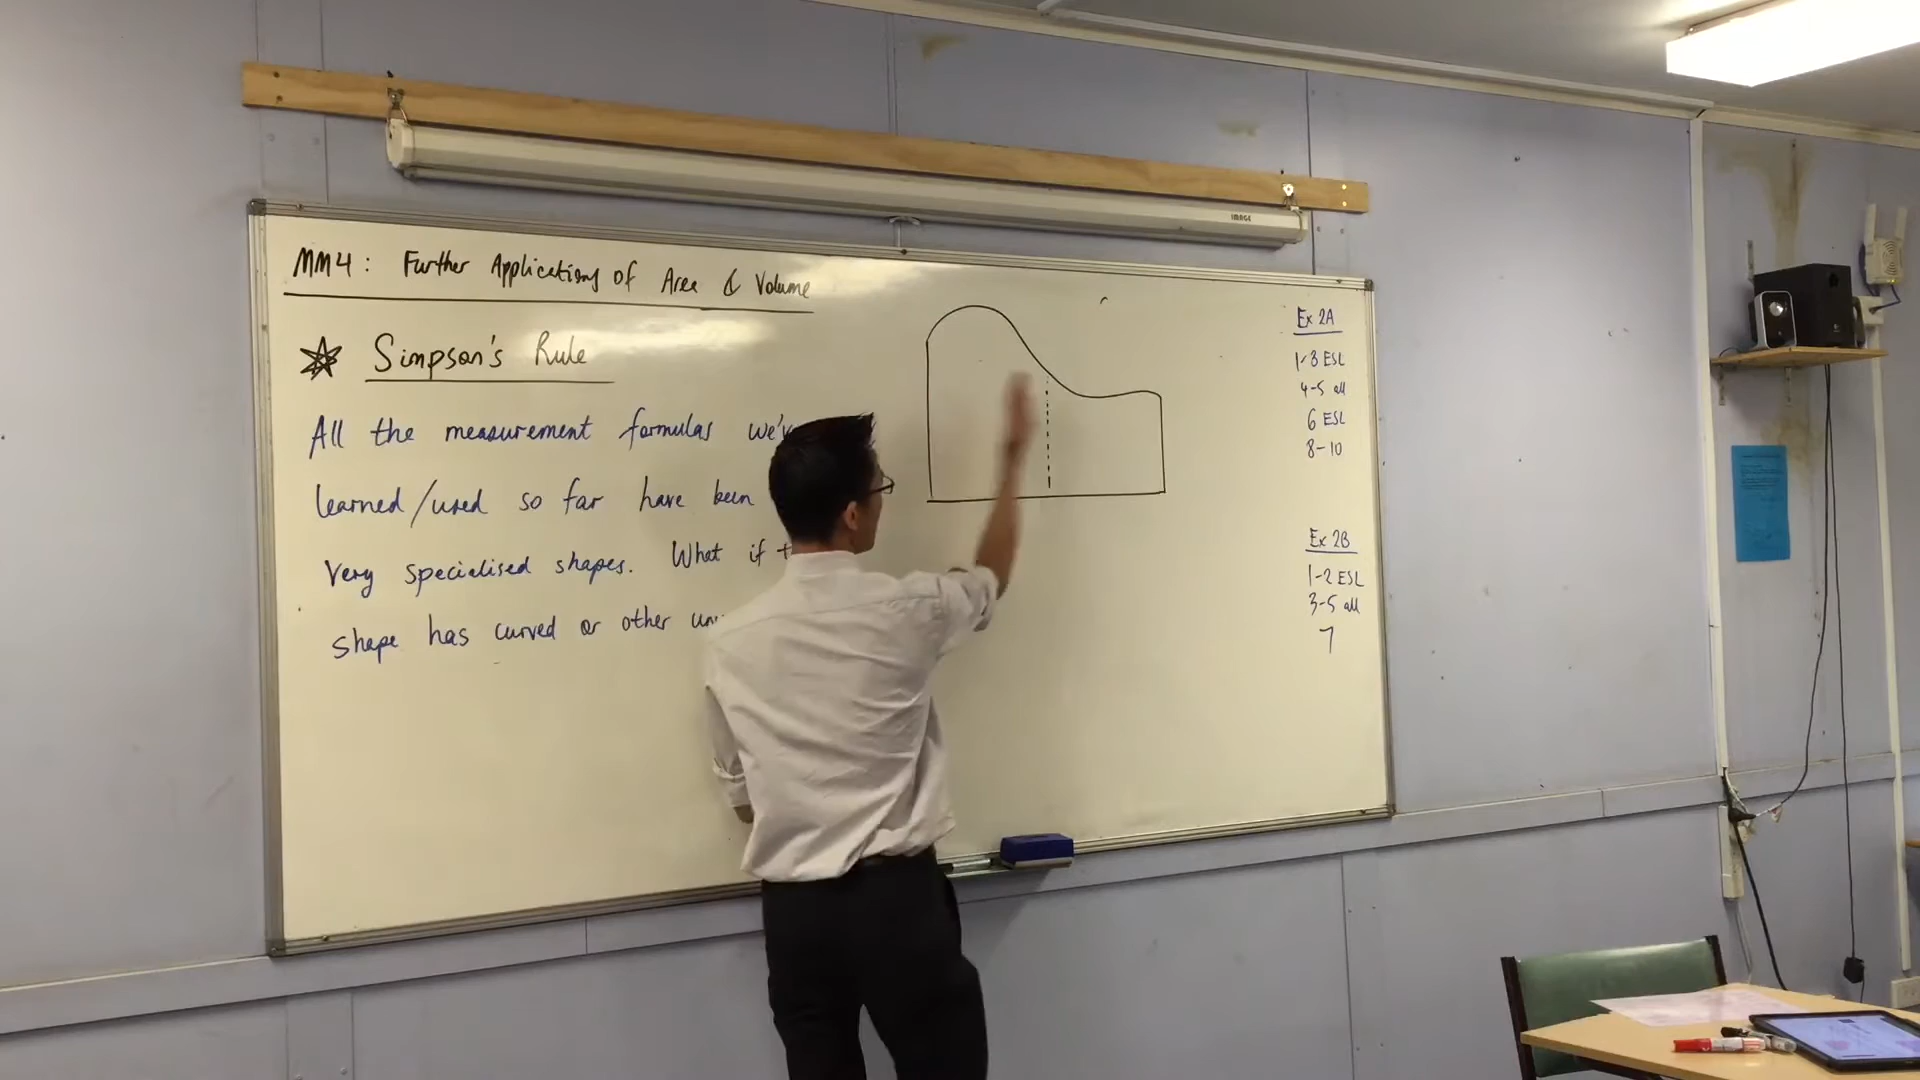 MM4: Further Applications of Area & Volume
Simpson's Rule
All the measurement formulas we'v
learned/used so far have been
very specialised shapes. What if t
shape has curved or other un
Ex 2A
1-3 ESL
4-5 all
6 ESL
8-10
Ex 2B
1-2 ESL
3-5 all
7
IMAGE